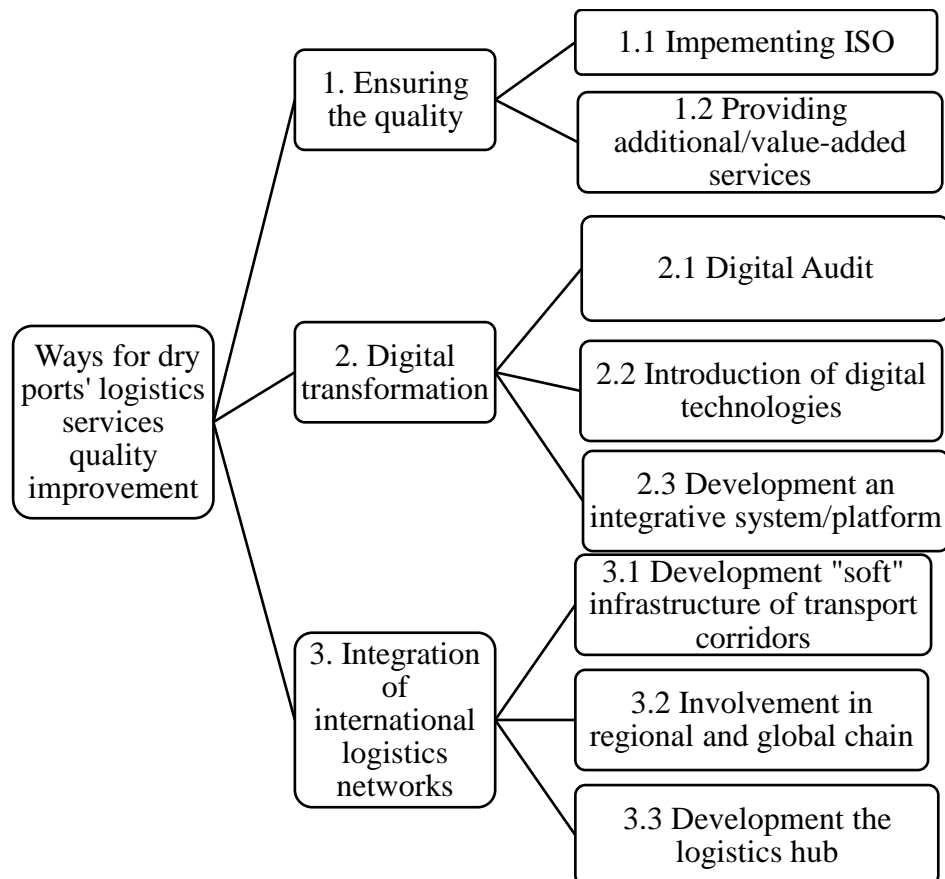 Ways for dry
ports' logistics
services
quality
improvement
1. Ensuring
the quality
1.1 Impementing ISO
1.2 Providing
additional/value-added
services
2. Digital
transformation
2.1 Digital Audit
2.2 Introduction of digital
technologies
2.3 Development an
integrative system/platform
3. Integration
of
international
logistics
networks
3.1 Development "soft"
infrastructure of transport
corridors
3.2 Involvement in
regional and global chain
3.3 Development the
logistics hub